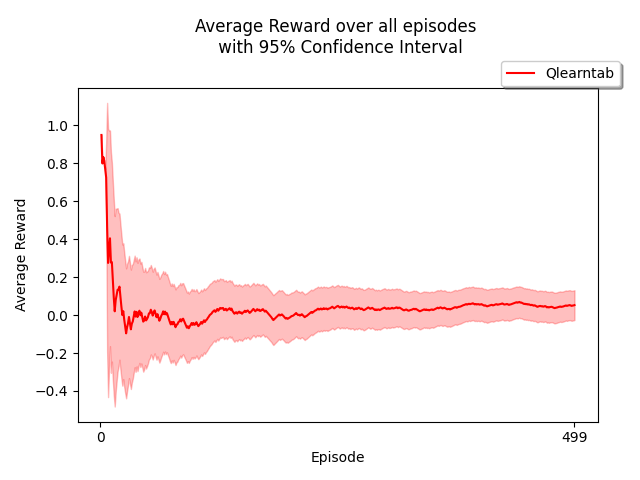 Average Reward over all episodes
with 95% Confidence Interval
Qlearntab
1.0
0.8
0.6
0.4
0.2
0.0
−0.2
−0.4
Average Reward
0
499
Episode